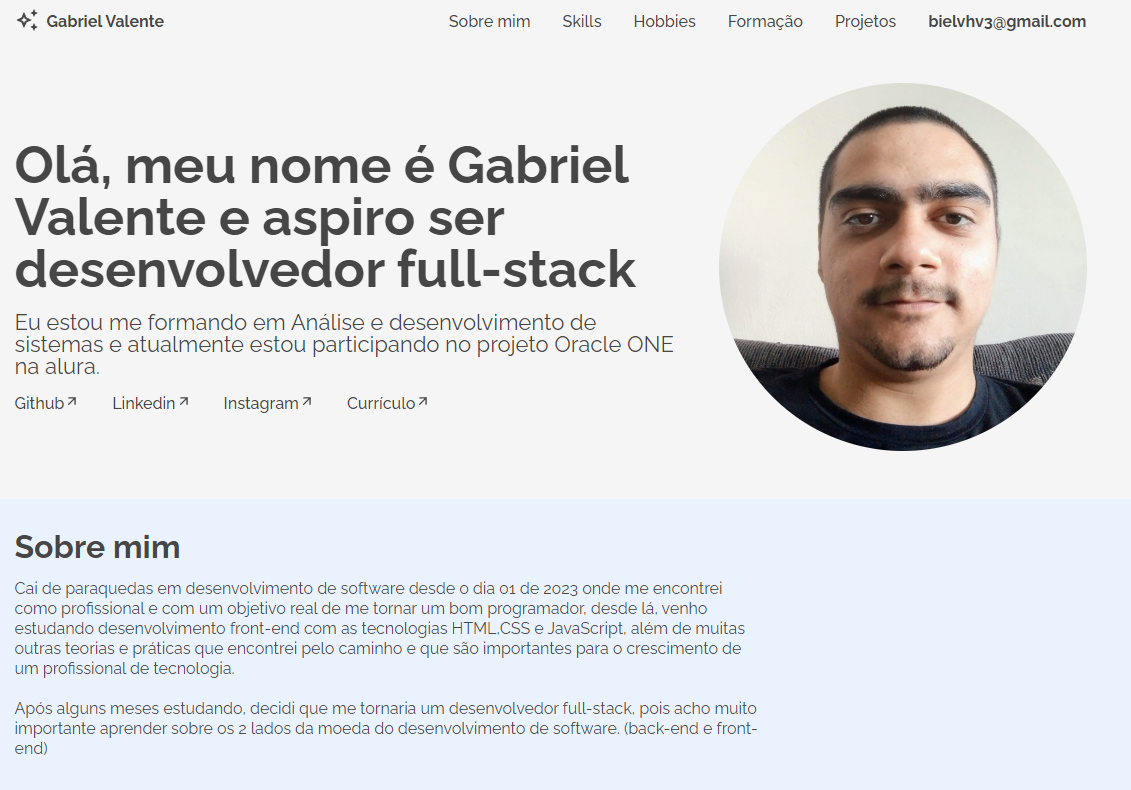 Gabriel Valente
Sobre mim
Skills
Hobbies
Formação
Projetos
bielvhv3@gmail.com
Olá, meu nome é Gabriel
Valente e aspiro ser
desenvolvedor full-stack
Eu estou me formando em Análise e desenvolvimento de
sistemas e atualmente estou participando no projeto Oracle ONE
na alura.
Github
Linkedin
Instagram
Currículo
Sobre mim
Cai de paraquedas em desenvolvimento de software desde o dia 01 de 2023 onde me encontrei
como profissional e com um objetivo real de me tornar um bom programador, desde lá, venho
estudando desenvolvimento front-end com as tecnologias HTML,CSS e JavaScript, além de muitas
outras teorias e práticas que encontrei pelo caminho e que são importantes para o crescimento de
um profissional de tecnologia.
Após alguns meses estudando, decidi que me tornaria um desenvolvedor full-stack, pois acho muito
importante aprender sobre os 2 lados da moeda do desenvolvimento de software. (back-end e front-
end)